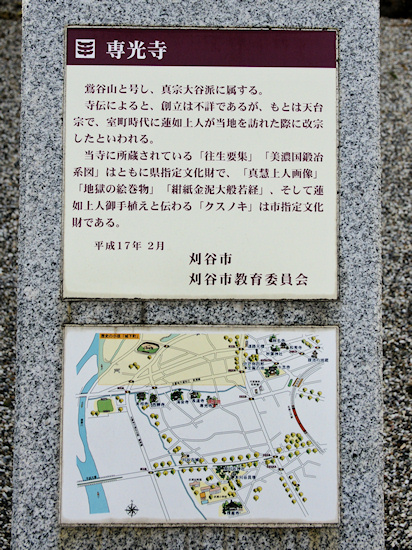 専光寺
鶯谷山と号し、真宗大谷派に属する。
寺伝によると、創立は不詳であるが、もとは天台
宗で、室町時代に蓮如上人が当地を訪れた際に改宗
したといわれる。
当寺に所蔵されている「往生要集」「美濃国鍛冶
系図」はともに県指定文化財で、「真慧上人画像」
「地獄の絵巻物」「紺紙金泥大般若経」、そして蓮
如上人御手植えと伝わる「クスノキ」は市指定文化
財である。
平成17年 2月
刈谷市
刈谷市教育委員会